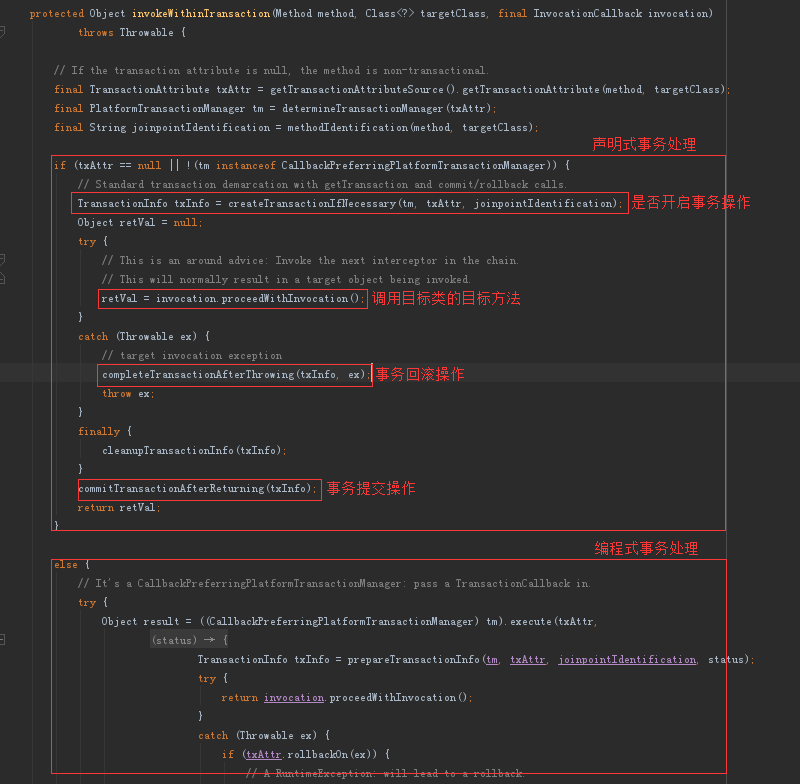 protected Object invokeWithinTransaction(Method method, Class<?> targetClass, final InvocationCallback invocation)
throws Throwable {
// If the transaction attribute is null, the method is non-transactional.
final TransactionAttribute txAttr = getTransactionAttributeSource().getTransactionAttribute(method, targetClass);
final PlatformTransactionManager tm = determineTransactionManager(txAttr);
final String joinpointIdentification = methodIdentification(method, targetClass);
声明式事务处理
if (txAttr == null || !(tm instanceof CallbackPreferringPlatformTransactionManager)) {
// Standard transaction demarcation with getTransaction and commit/rollback calls.
TransactionInfo txInfo = createTransactionIfNecessary(tm, txAttr, joinpointIdentification); 是否开启事务操作
Object retVal = null;
try {
// This is an around advice: Invoke the next interceptor in the chain.
// This will normally result in a target object being invoked.
retVal = invocation.proceedWithInvocation(); 调用目标类的目标方法
}
catch (Throwable ex) {
// target invocation exception
completeTransactionAfterThrowing(txInfo, ex); 事务回滚操作
throw ex;
}
finally {
cleanupTransactionInfo(txInfo);
}
commitTransactionAfterReturning(txInfo); 事务提交操作
return retVal;
}
编程式事务处理
else {
// It's a CallbackPreferringPlatformTransactionManager: pass a TransactionCallback in.
try {
Object result = ((CallbackPreferringPlatformTransactionManager) tm).execute(txAttr,
(status) → {
TransactionInfo txInfo = prepareTransactionInfo(tm, txAttr, joinpointIdentification, status);
try {
return invocation.proceedWithInvocation();
}
catch (Throwable ex) {
if (txAttr.rollbackOn(ex)) {
// A RuntimeException: will lead to a rollback.